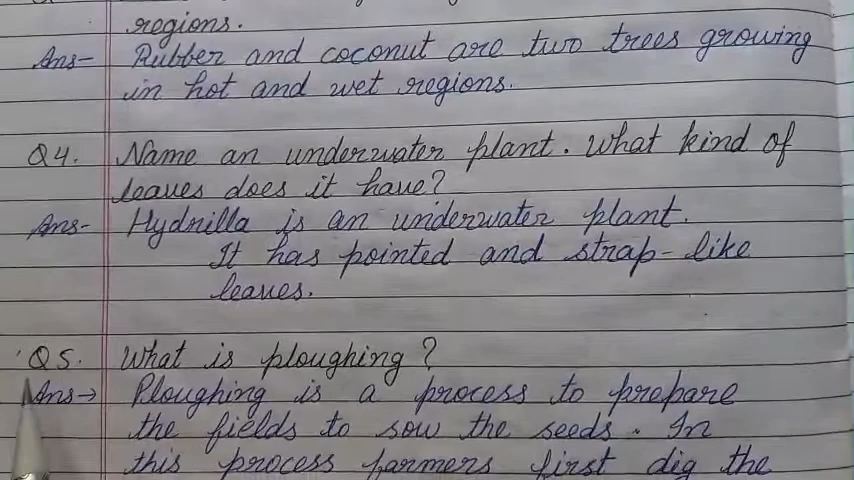 regions.
Ans- Rubber and coconut are two trees growing
in hot and wet regions.
Q4. Name an underwater plant. What kind of
leaves does it have?
Ans- Hydrilla is an underwater plant.
It has pointed and strap-like
leaves.
Q5. What is ploughing?
Ans→ Ploughing is a process to prepare
the fields to sow the seeds. In
this process farmers first dig the